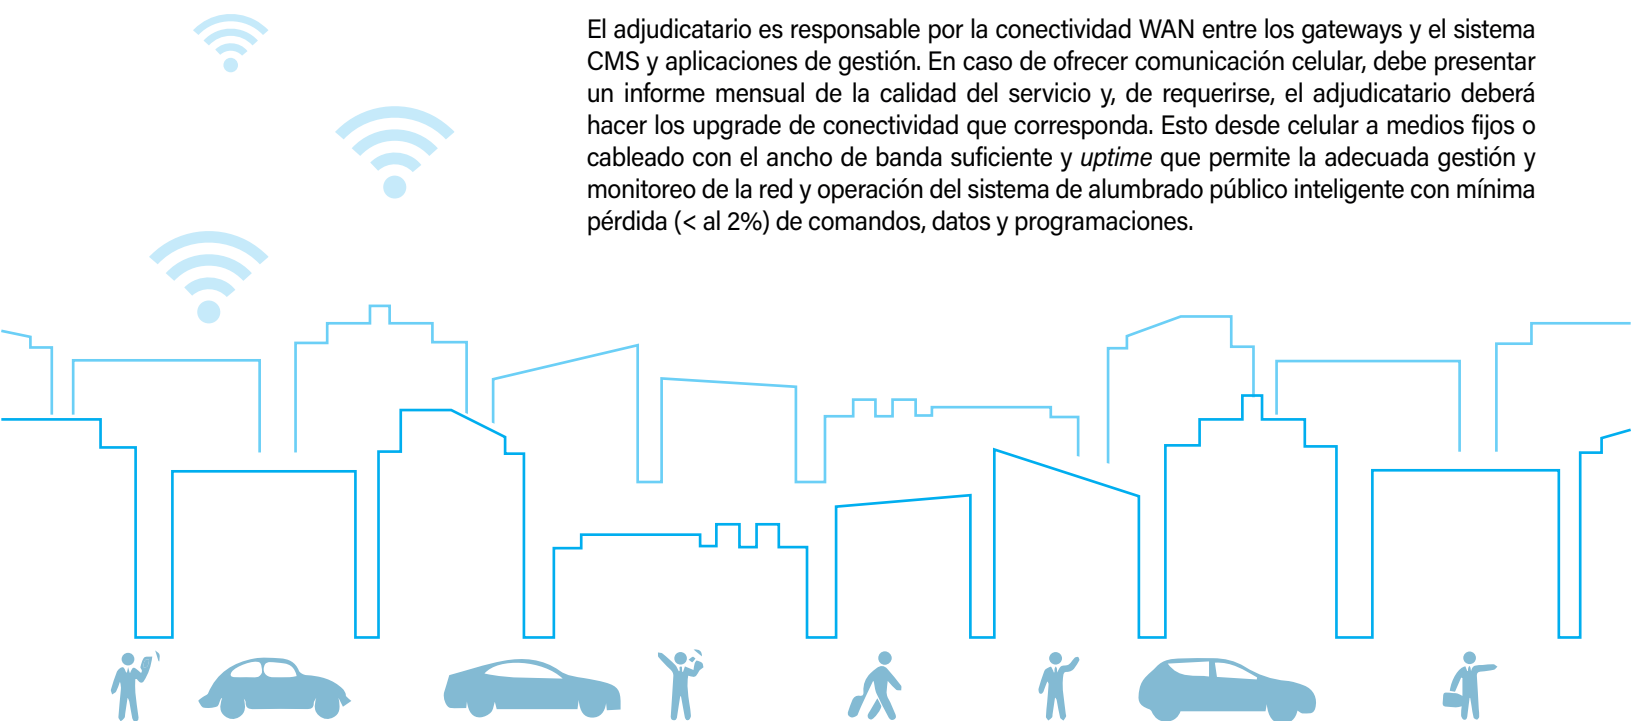 El adjudicatario es responsable por la conectividad WAN entre los gateways y el sistema
CMS y aplicaciones de gestión. En caso de ofrecer comunicación celular, debe presentar
un informe mensual de la calidad del servicio y, de requerirse, el adjudicatario deberá
hacer los upgrade de conectividad que corresponda. Esto desde celular a medios fijos o
cableado con el ancho de banda suficiente y uptime que permite la adecuada gestión y
monitoreo de la red y operación del sistema de alumbrado público inteligente con mínima
pérdida (< al 2%) de comandos, datos y programaciones.